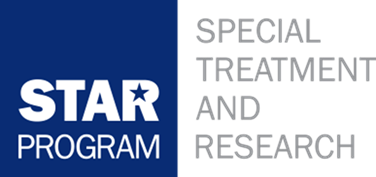 STAR
PROGRAM
SPECIAL
TREATMENT
AND
RESEARCH